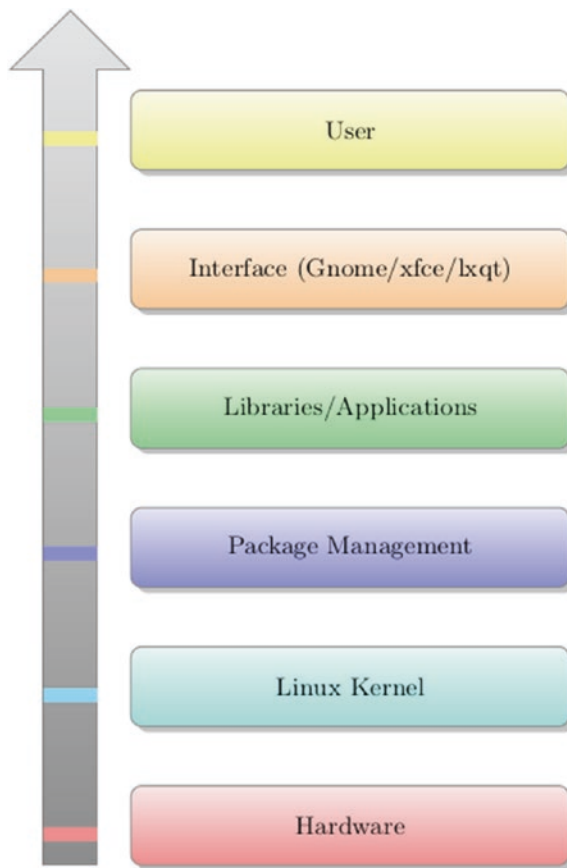 User
Interface (Gnome/xfce/lxqt)
Libraries/Applications
Package Management
Linux Kernel
Hardware